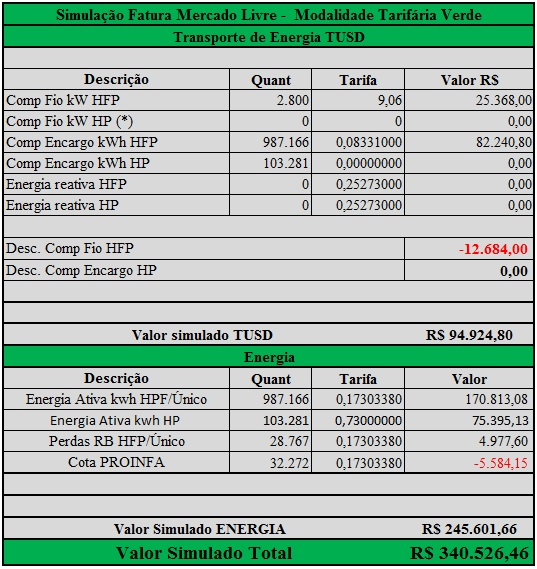 Simulação Fatura Mercado Livre - Modalidade Tarifária Verde
Transporte de Energia TUSD
Descrição Quant Tarifa Valor R$
Comp Fio kW HFP 2.800 9,06 25.368,00
Comp Fio kW HP (*) 0 0 0,00
Comp Encargo kWh HFP 987.166 0,08331000 82.240,80
Comp Encargo kWh HP 103.281 0,00000000 0,00
Energia reativa HFP 0 0,25273000 0,00
Energia reativa HP 0 0,25273000 0,00
Desc. Comp Fio HFP -12.684,00
Desc. Comp Encargo HP 0,00
Valor simulado TUSD R$ 94.924,80
Energia
Descrição Quant Tarifa Valor
Energia Ativa kwh HPF/Único 987.166 0,17303380 170.813,08
Energia Ativa kwh HP 103.281 0,73000000 75.395,13
Perdas RB HFP/Único 28.767 0,17303380 4.977,60
Cota PROINFA 32.272 0,17303380 -5.584,15
Valor Simulado ENERGIA R$ 245.601,66
Valor Simulado Total R$ 340.526,46